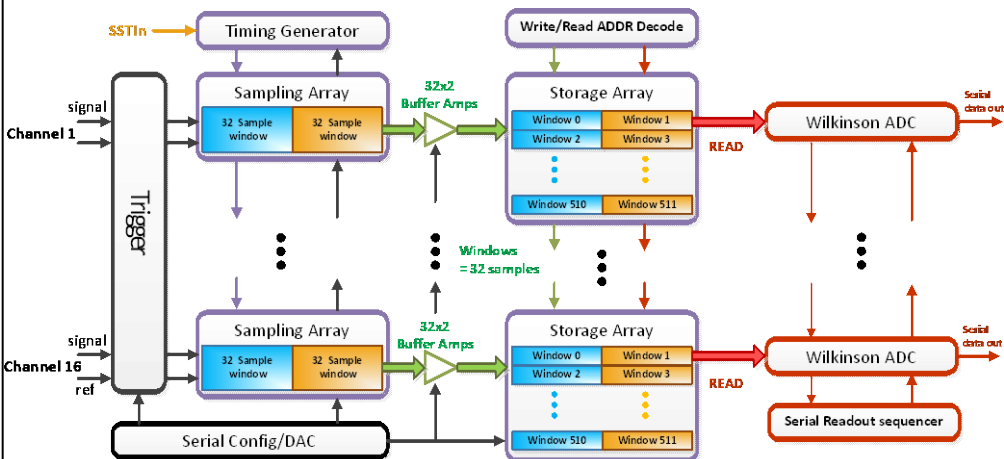 SSTIn
Timing Generator
Write/Read ADDR Decode
signal
Channel 1
Trigger
Sampling Array
32 Sample
window
32 Sample
window
32x2
Buffer Amps
Storage Array
Window 0
Window 1
Window 2
Window 3
Window 510
Window 511
READ
Wilkinson ADC
Serial
data out
Windows
= 32 samples
signal
Channel 16
ref
Sampling Array
32 Sample
window
32 Sample
window
32x2
Buffer Amps
Storage Array
Window 0
Window 1
Window 2
Window 3
Window 510
Window 511
READ
Wilkinson ADC
Serial
data out
Serial Readout sequencer
Serial Config/DAC